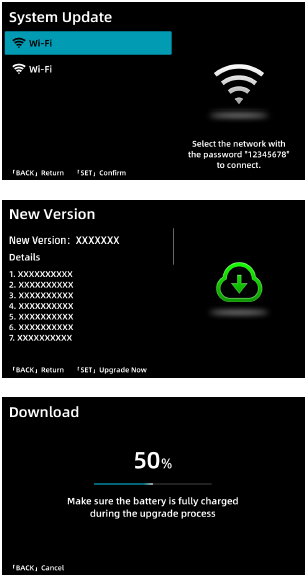 System Update
Wi-Fi
Wi-Fi
Select the network with
the password "12345678"
to connect.
「BACK」Return 「SET」Confirm
New Version
New Version: XXXXXXX
Details
1. XXXXXXXXXX
2. XXXXXXXXXX
3. XXXXXXXXXX
4. XXXXXXXXXX
5. XXXXXXXXXX
6. XXXXXXXXXX
7. XXXXXXXXXX
「BACK」Return 「SET」Upgrade Now
Download
50%
Make sure the battery is fully charged
during the upgrade process
「BACK」Cancel